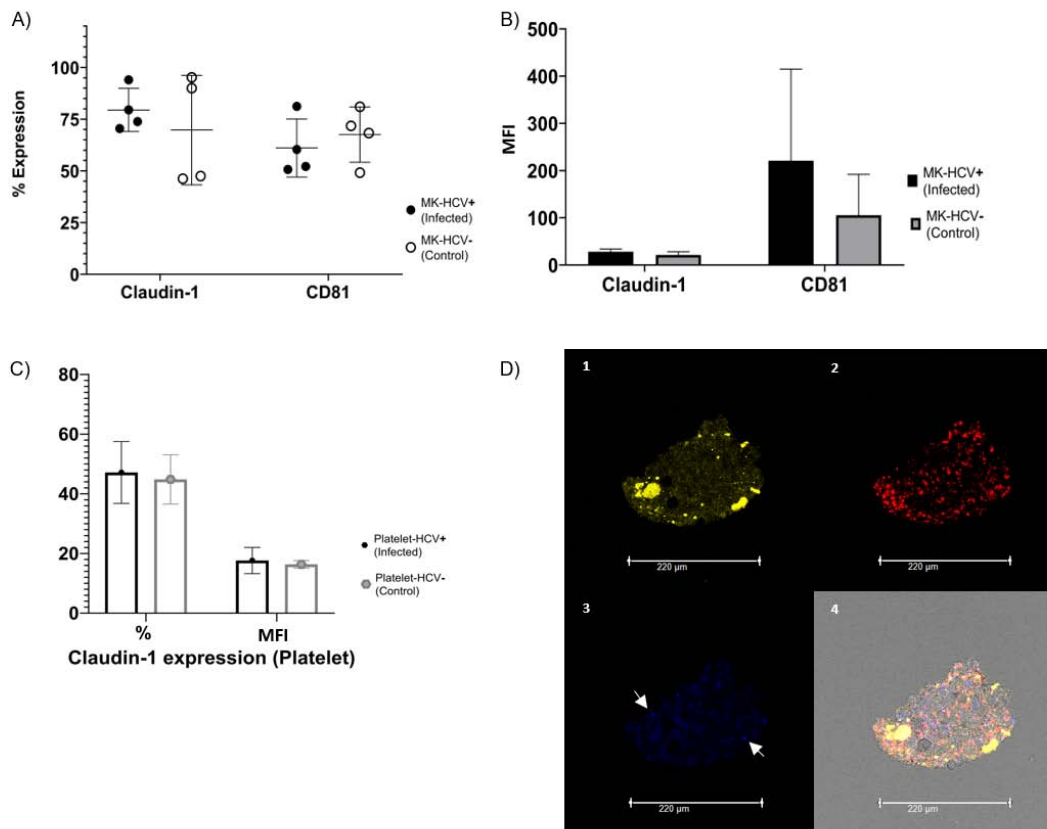 A)
% Expression
100
75
50
25
0
Claudin-1
CD81
MK-HCV+
(Infected)
MK-HCV-
(Control)
B)
MFI
500
400
300
200
100
0
Claudin-1
CD81
MK-HCV+
(Infected)
MK-HCV-
(Control)
C)
80
60
40
20
0
%
MFI
Claudin-1 expression (Platelet)
Platelet-HCV+
(Infected)
Platelet-HCV-
(Control)
D)
1
220 µm
2
220 µm
3
220 µm
4
220 µm